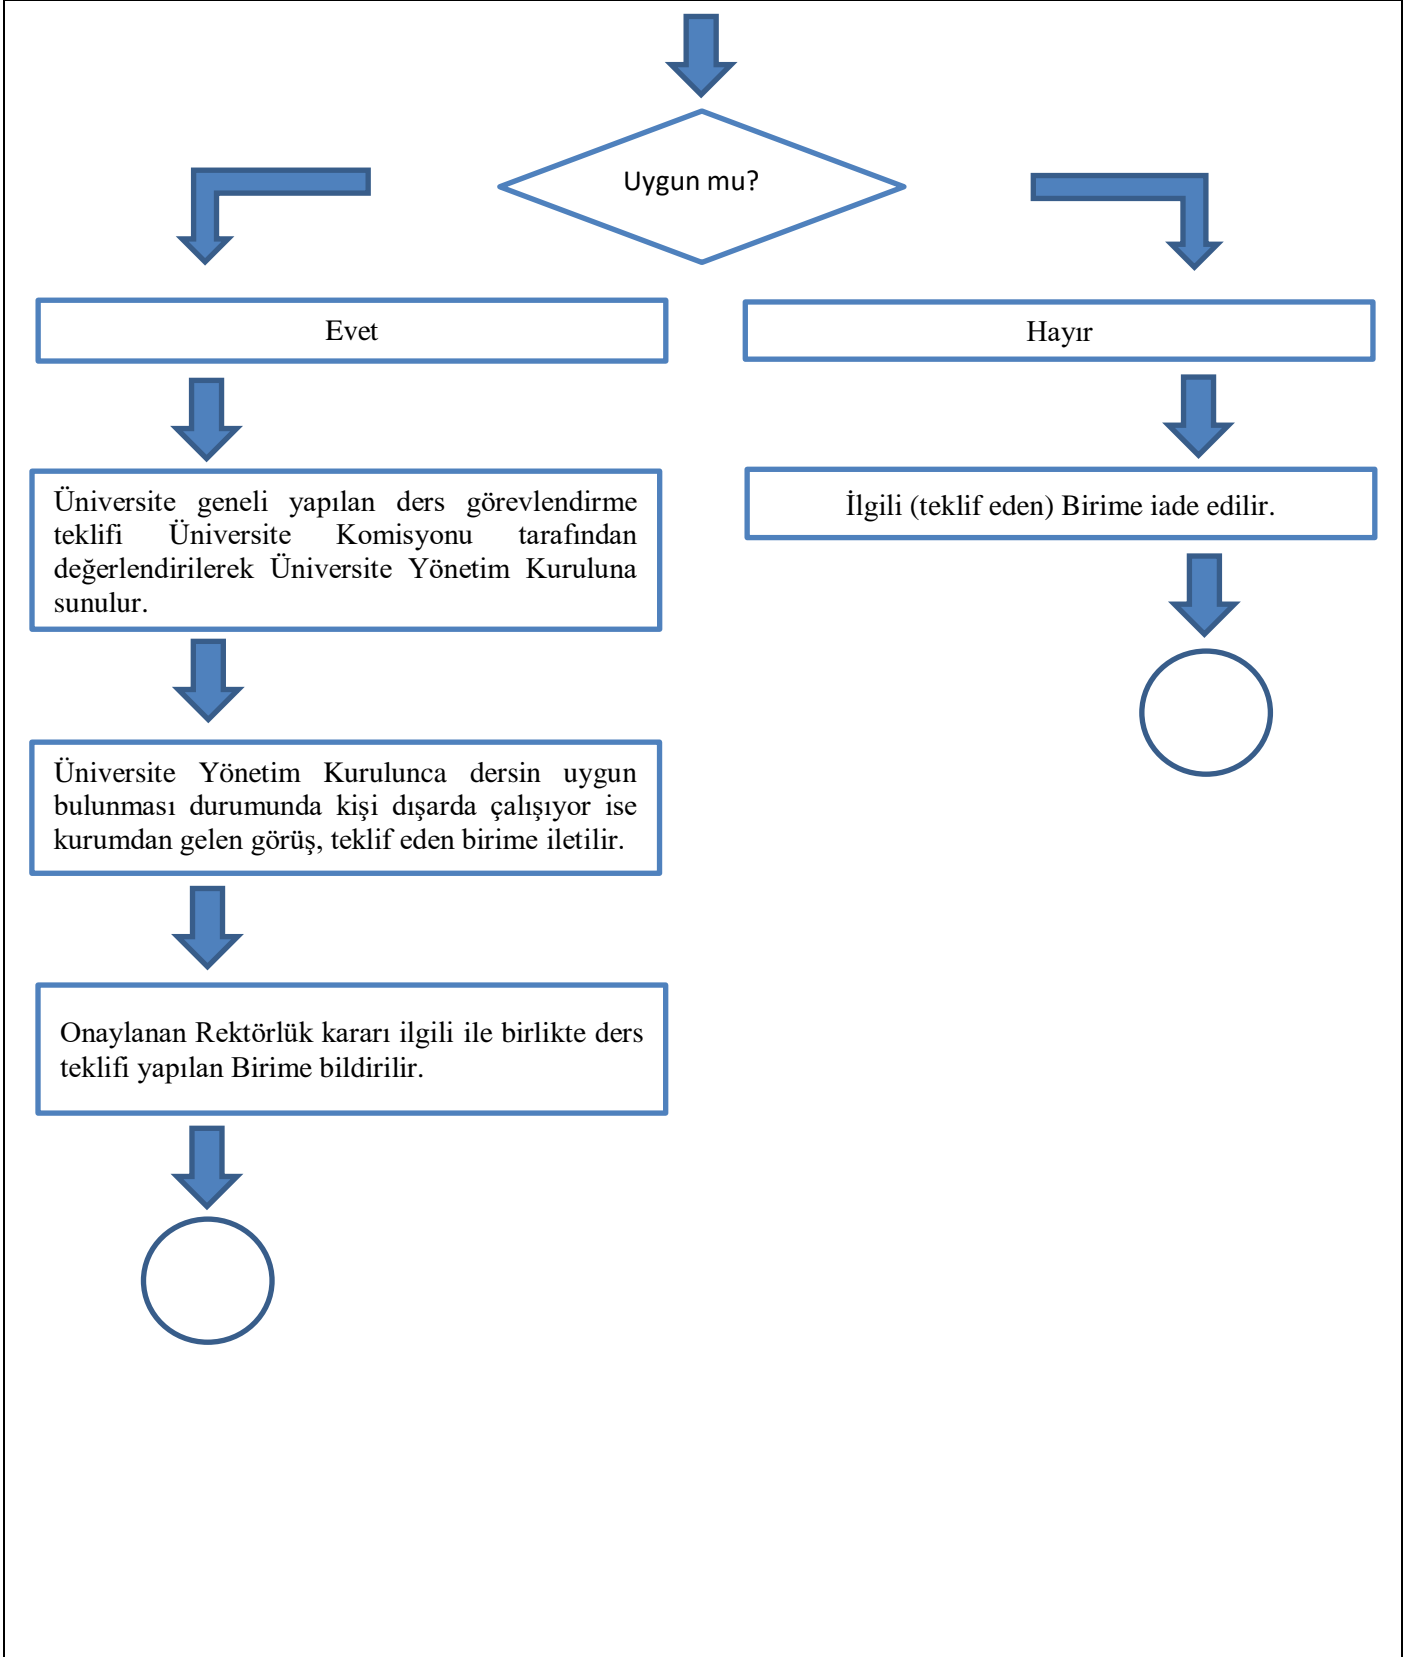 Uygun mu?
Evet
Hayır
Üniversite geneli yapılan ders görevlendirme
teklifi Üniversite Komisyonu tarafından
değerlendirilerek Üniversite Yönetim Kuruluna
sunulur.
İlgili (teklif eden) Birime iade edilir.
Üniversite Yönetim Kurulunca dersin uygun
bulunması durumunda kişi dışarda çalışıyor ise
kurumdan gelen görüş, teklif eden birime iletilir.
Onaylanan Rektörlük kararı ilgili ile birlikte ders
teklifi yapılan Birime bildirilir.